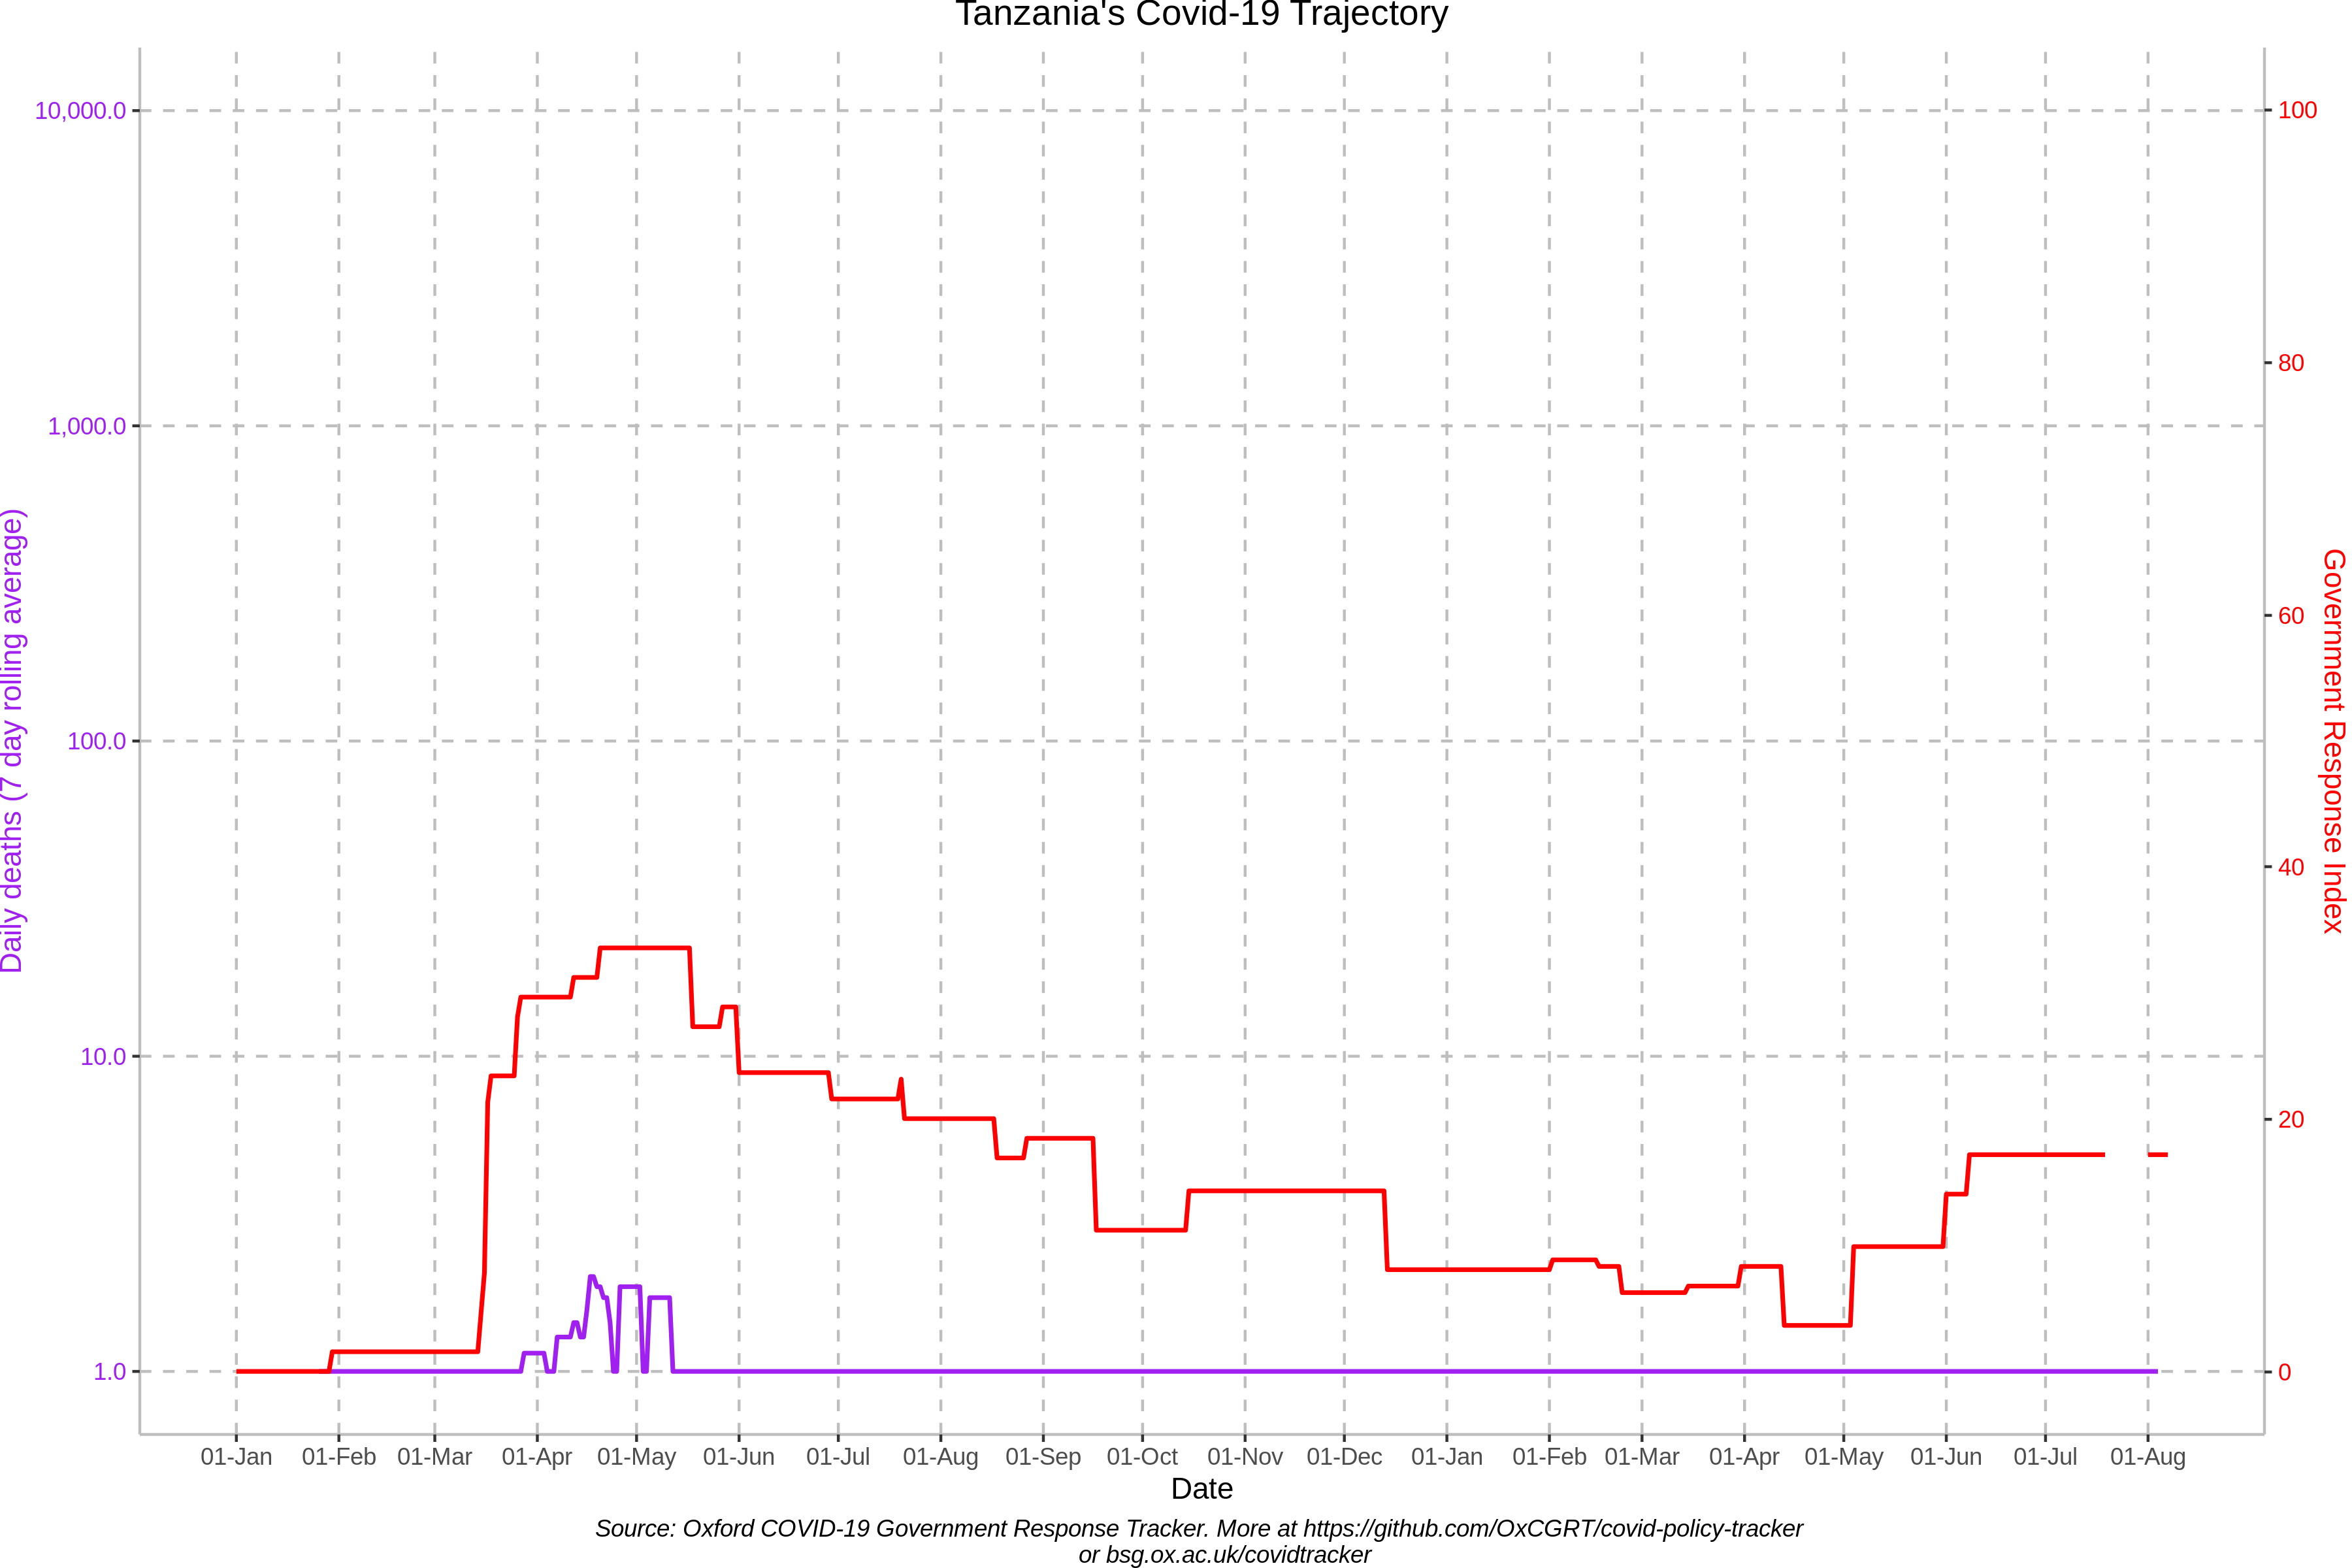 Tanzania's Covid-19 Trajectory
10,000.0
1,000.0
100.0
10.0
1.0
Daily deaths (7 day rolling average)
100
80
60
40
20
0
Government Response Index
01-Jan 01-Feb 01-Mar 01-Apr 01-May 01-Jun 01-Jul 01-Aug 01-Sep 01-Oct 01-Nov 01-Dec 01-Jan 01-Feb 01-Mar 01-Apr 01-May 01-Jun 01-Jul 01-Aug
Date
Source: Oxford COVID-19 Government Response Tracker. More at https://github.com/OxCGRT/covid-policy-tracker
or bsg.ox.ac.uk/covidtracker